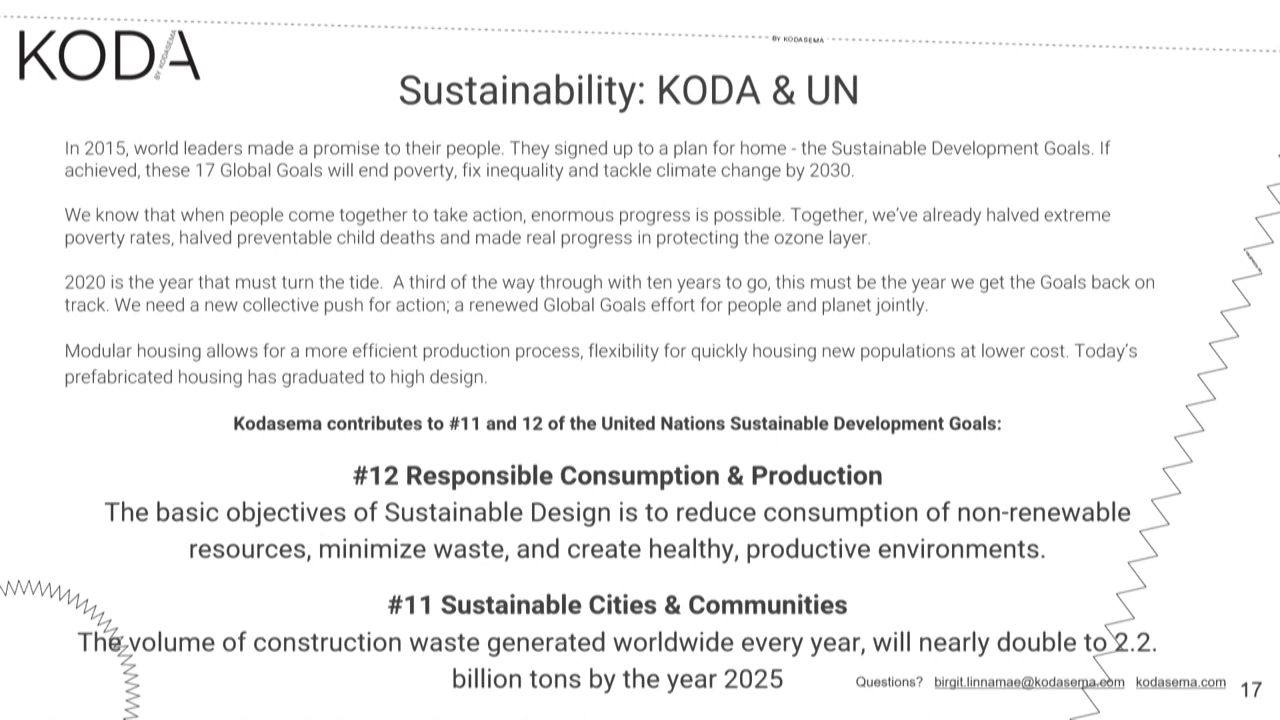 BY KODASEMA
KODA
BY KODASEMA
Sustainability: KODA & UN
In 2015, world leaders made a promise to their people. They signed up to a plan for home - the Sustainable Development Goals. If
achieved, these 17 Global Goals will end poverty, fix inequality and tackle climate change by 2030.
We know that when people come together to take action, enormous progress is possible. Together, we've already halved extreme
poverty rates, halved preventable child deaths and made real progress in protecting the ozone layer.
2020 is the year that must turn the tide.  A third of the way through with ten years to go, this must be the year we get the Goals back on
track. We need a new collective push for action; a renewed Global Goals effort for people and planet jointly.
Modular housing allows for a more efficient production process, flexibility for quickly housing new populations at lower cost. Today's
prefabricated housing has graduated to high design.
Kodasema contributes to #11 and 12 of the United Nations Sustainable Development Goals:
#12 Responsible Consumption & Production
The basic objectives of Sustainable Design is to reduce consumption of non-renewable
resources, minimize waste, and create healthy, productive environments.
#11 Sustainable Cities & Communities
The volume of construction waste generated worldwide every year, will nearly double to 2.2.
billion tons by the year 2025
Questions? birgit.linnamae@kodasema.com kodasema.com
17